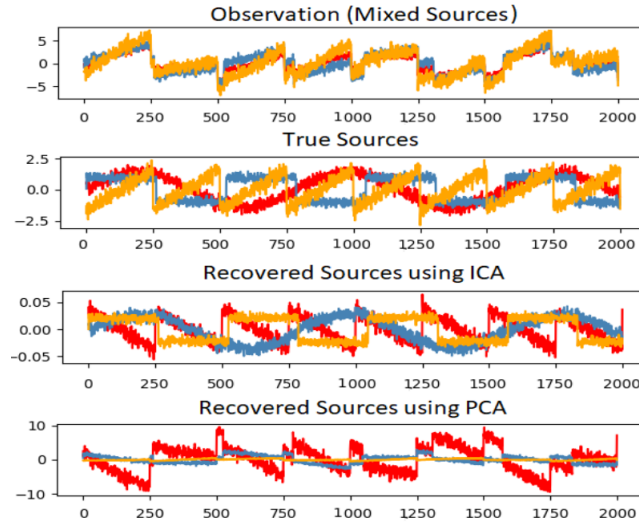 Observation (Mixed Sources)
5
0
−5
0 250 500 750 1000 1250 1500 1750 2000
True Sources
2.5
0.0
−2.5
0 250 500 750 1000 1250 1500 1750 2000
Recovered Sources using ICA
0.05
0.00
−0.05
0 250 500 750 1000 1250 1500 1750 2000
Recovered Sources using PCA
10
0
−10
0 250 500 750 1000 1250 1500 1750 2000